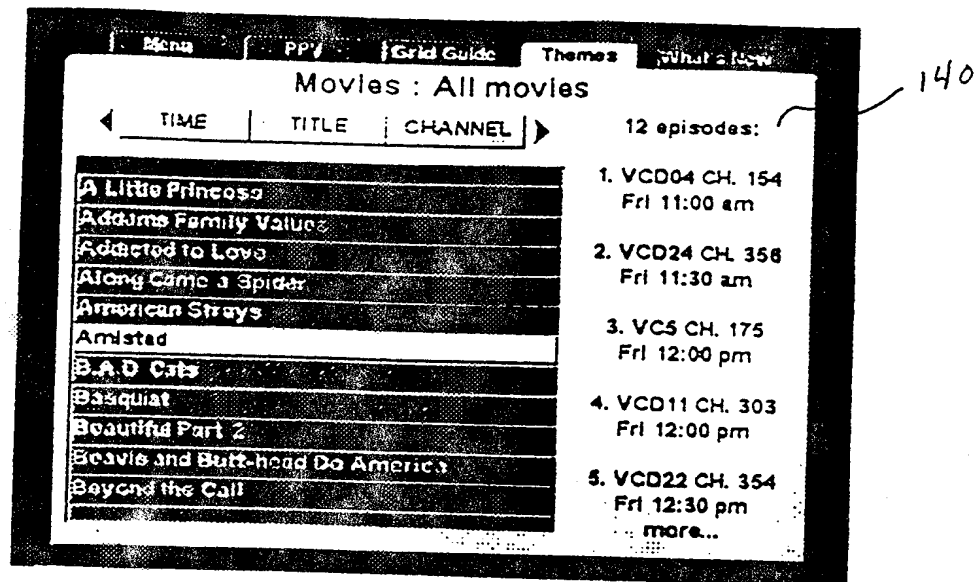 Menu PPV Grid Guide Themes What's New
140
Movies : All movies
TIME TITLE CHANNEL
12 episodes:
A Little Princess
Addams Family Values
Addicted to Love
Along Came a Spider
American Strays
Amistad
B.A.D. Cats
Basquiat
Beautiful Part 2
Beavis and Butt-head Do America
Beyond the Call
1. VCD04 CH. 154
Fri 11:00 am
2. VCD24 CH. 356
Fri 11:30 am
3. VC5 CH. 175
Fri 12:00 pm
4. VCD11 CH. 303
Fri 12:00 pm
5. VCD22 CH. 354
Fri 12:30 pm
more...